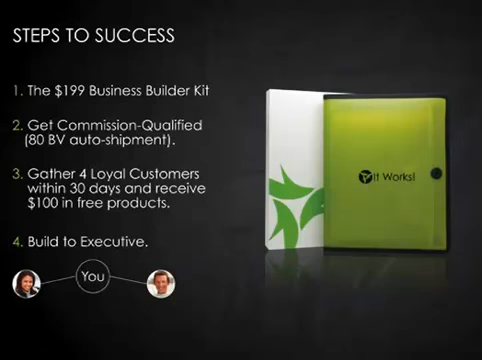 STEPS TO SUCCESS
1. The $199 Business Builder Kit
2. Get Commission-Qualified
(80 BV auto-shipment).
3. Gather 4 Loyal Customers
within 30 days and receive
$100 in free products.
It Works!
4. Build to Executive.
You